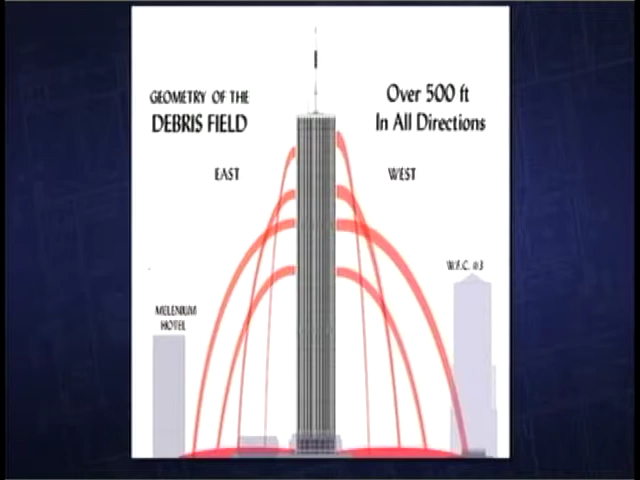 GEOMETRY OF THE
DEBRIS FIELD
Over 500 ft
In All Directions
EAST
WEST
W.F.C. #3
MELENIUM
HOTEL